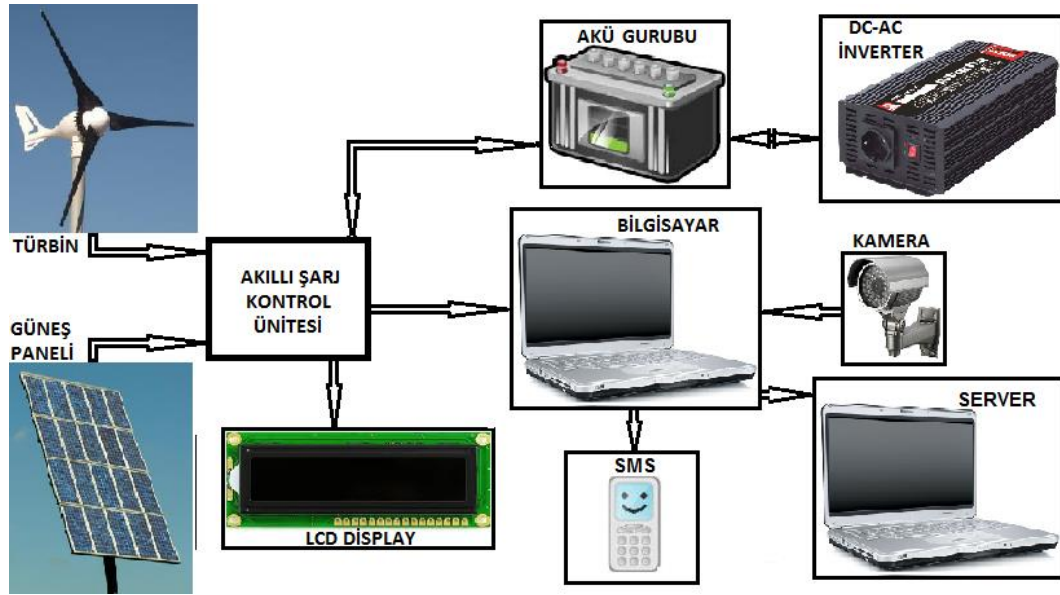 AKÜ GURUBU
DC-AC
İNVERTER
TÜRBİN
BİLGİSAYAR
KAMERA
AKILLI ŞARJ
KONTROL
ÜNİTESİ
GÜNEŞ
PANELİ
SERVER
SMS
LCD DİSPLAY